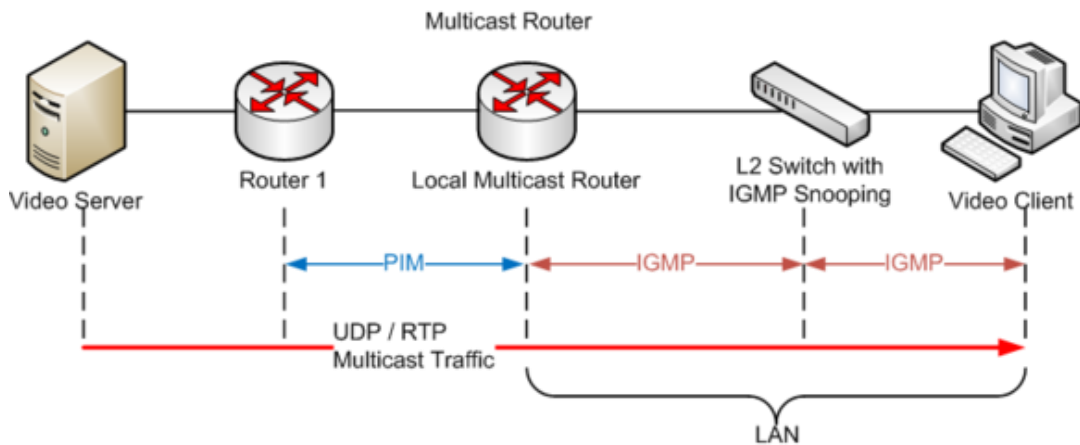 Multicast Router
Video Server
Router 1
Local Multicast Router
L2 Switch with
IGMP Snooping
Video Client
PIM
IGMP
IGMP
UDP / RTP
Multicast Traffic
LAN